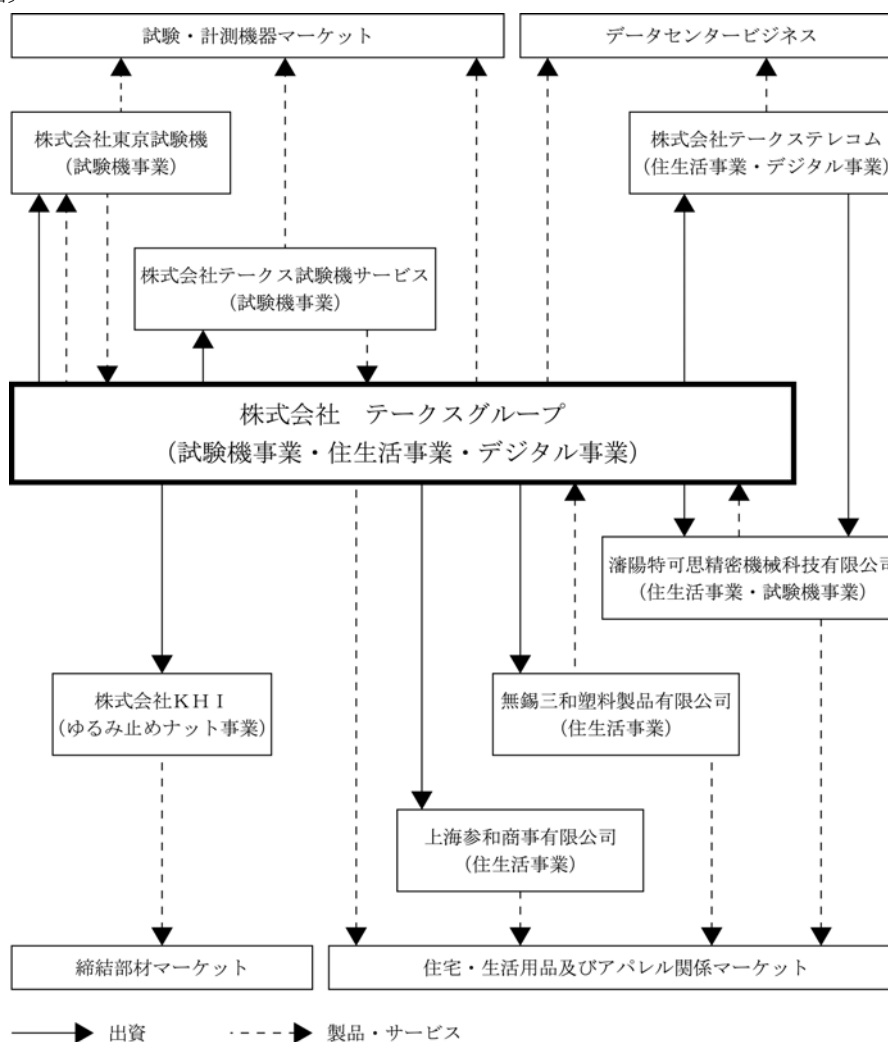 試験・計測機器マーケット
データセンタービジネス
株式会社東京試験機
(試験機事業)
株式会社テークステレコム
(住生活事業・デジタル事業)
株式会社テークス試験機サービス
(試験機事業)
株式会社 テークスグループ
(試験機事業・住生活事業・デジタル事業)
瀋陽特可思精密機械科技有限公司
(住生活事業・試験機事業)
株式会社KHI
(ゆるみ止めナット事業)
無錫三和塑料製品有限公司
(住生活事業)
上海参和商事有限公司
(住生活事業)
締結部材マーケット
住宅・生活用品及びアパレル関係マーケット
出資
製品・サービス